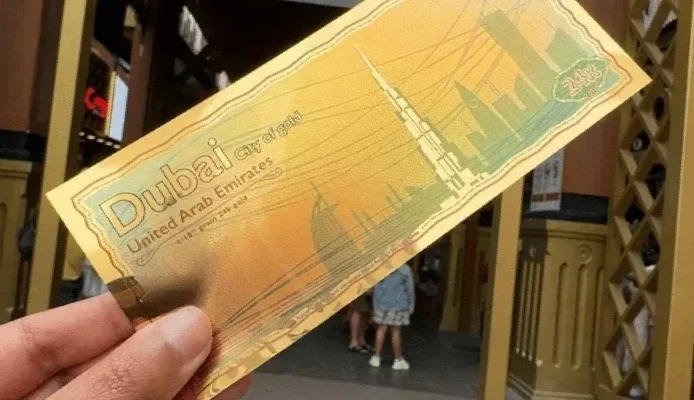 Dubai City of gold
United Arab Emirates
24K